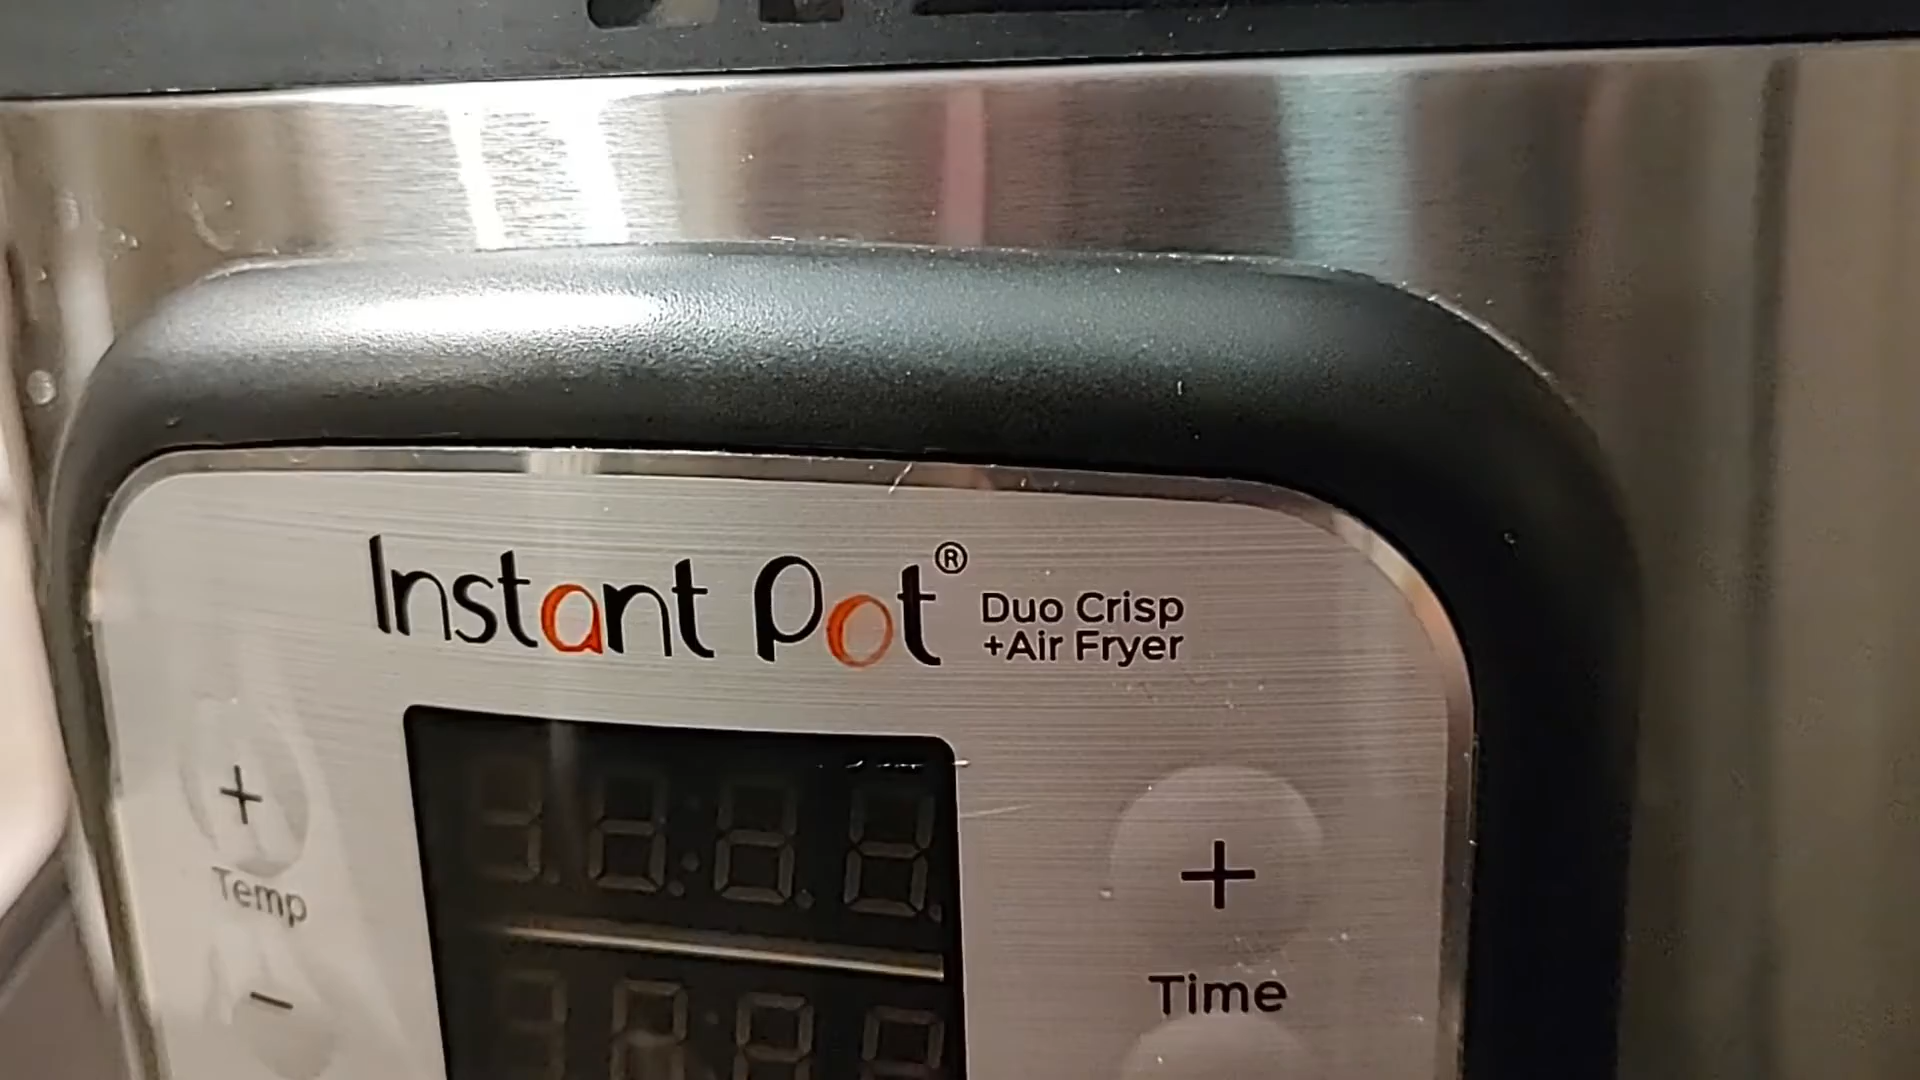 Instant Pot®
Duo Crisp
+Air Fryer
+
Temp
-
+
Time